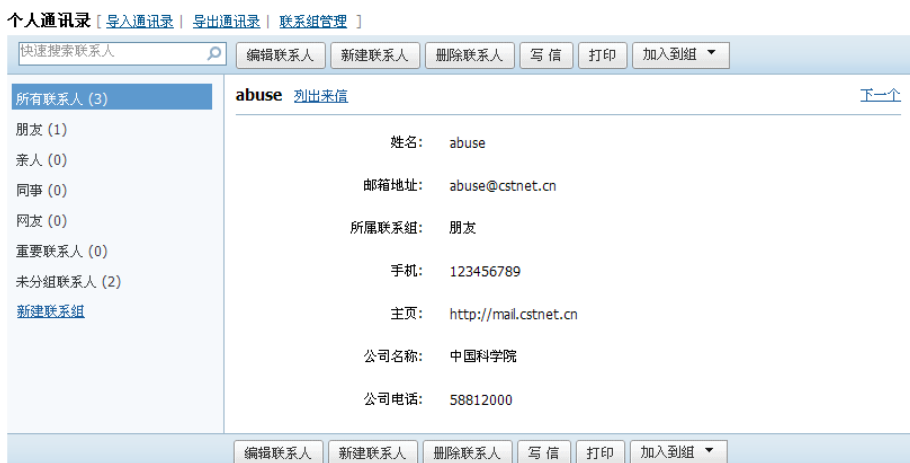 个人通讯录 [ 导入通讯录 | 导出通讯录 | 联系组管理 ]
快速搜索联系人 编辑联系人 新建联系人 删除联系人 写 信 打印 加入到组 ▼
所有联系人 (3)
朋友 (1)
亲人 (0)
同事 (0)
网友 (0)
重要联系人 (0)
未分组联系人 (2)
新建联系组
abuse 列出来信 下一个
姓名: abuse
邮箱地址: abuse@cstnet.cn
所属联系组: 朋友
手机: 123456789
主页: http://mail.cstnet.cn
公司名称: 中国科学院
公司电话: 58812000
编辑联系人 新建联系人 删除联系人 写 信 打印 加入到组 ▼